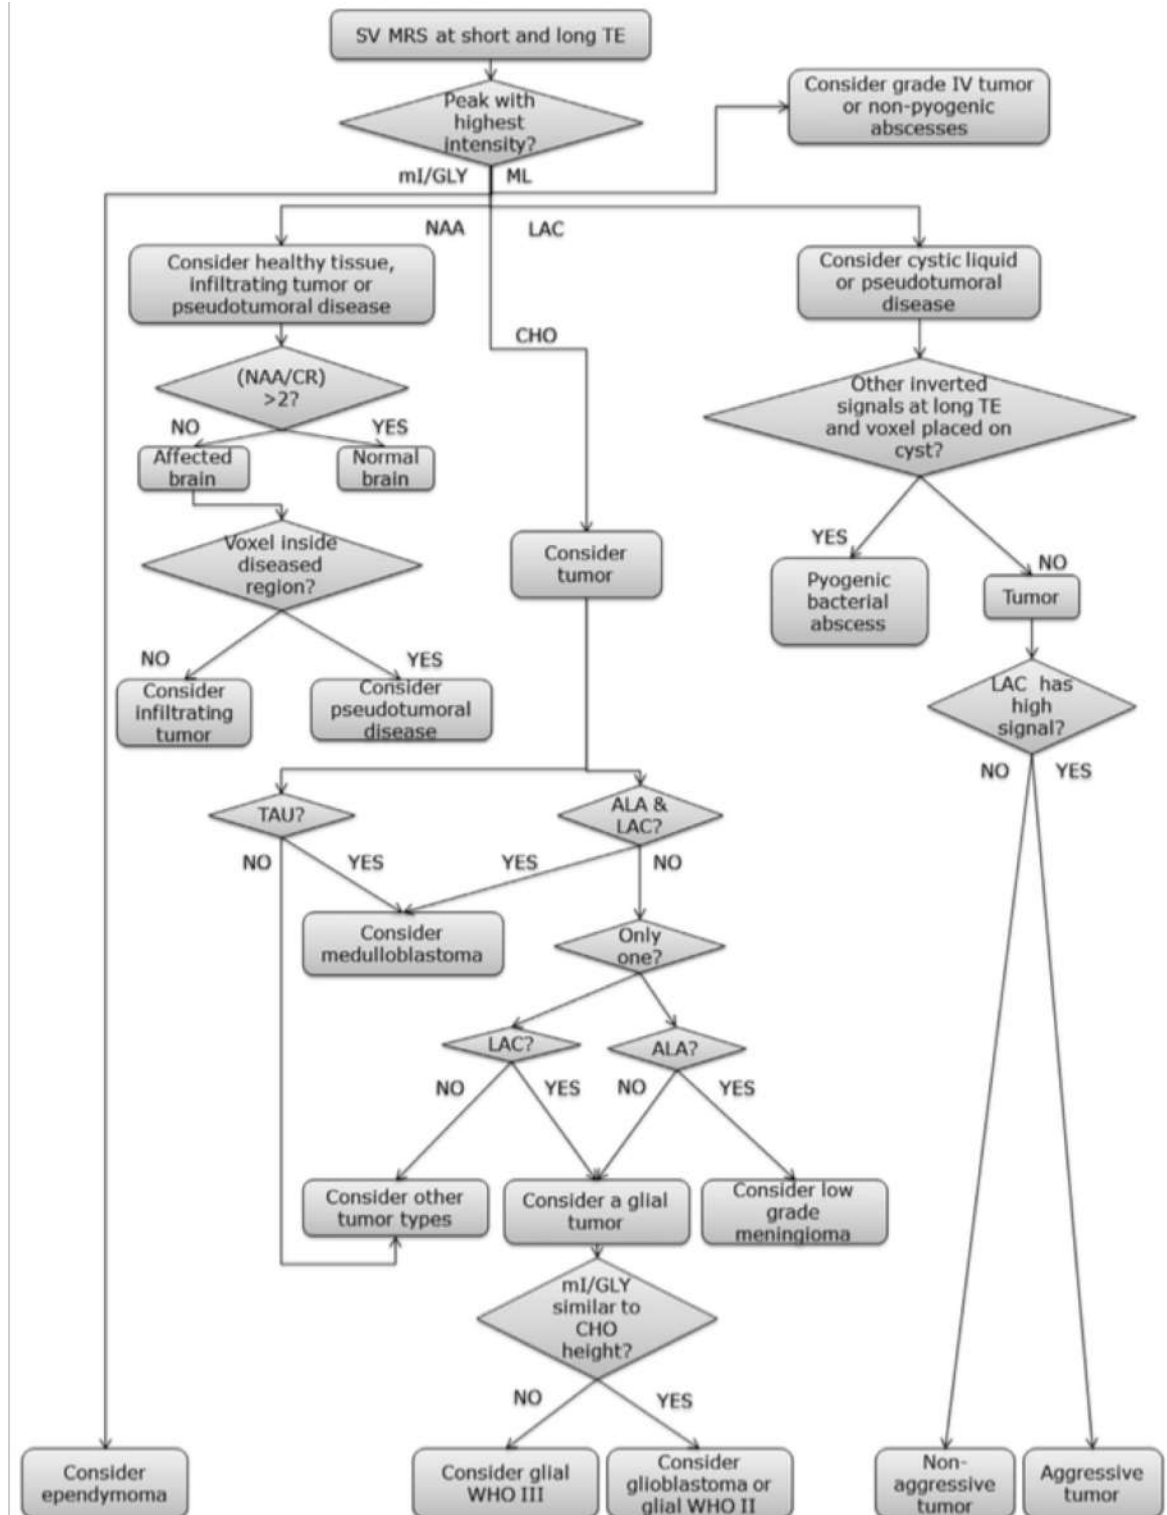 SV MRS at short and long TE
Peak with
highest
intensity?
Consider grade IV tumor
or non-pyogenic
abscesses
mI/GLY
ML
NAA
LAC
Consider healthy tissue,
infiltrating tumor or
pseudotumoral disease
Consider cystic liquid
or pseudotumoral
disease
CHO
(NAA/CR)
>2?
Other inverted
signals at long TE
and voxel placed on
cyst?
NO
YES
Affected
brain
Normal
brain
Voxel inside
diseased
region?
Consider
tumor
YES
NO
Pyogenic
bacterial
abscess
Tumor
NO
YES
Consider
infiltrating
tumor
Consider
pseudotumoral
disease
LAC has
high
signal?
NO
YES
TAU?
ALA &
LAC?
NO
YES
YES
NO
Consider
medulloblastoma
Only
one?
LAC?
ALA?
NO
YES
NO
YES
Consider other
tumor types
Consider a glial
tumor
Consider low
grade
meningioma
mI/GLY
similar to
CHO
height?
NO
YES
Consider
ependymoma
Consider glial
WHO III
Consider
glioblastoma or
glial WHO II
Non-
aggressive
tumor
Aggressive
tumor